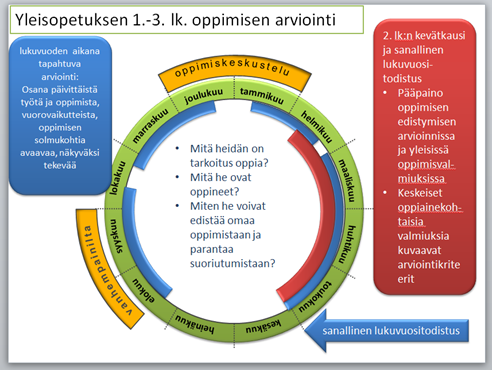 Yleisopetuksen 1.-3. lk. oppimisen arviointi
lukuvuoden aikana
tapahtuva
arviointi:
Osana päivittäistä
työtä ja oppimista,
vuorovaikutteista,
oppimisen
solmukohtia
avaavaa, näkyväksi
tekevää
oppimiskeskustelu
tammikuu
helmikuu
maaliskuu
huhtikuu
toukokuu
kesäkuu
heinäkuu
elokuu
syyskuu
lokakuu
marraskuu
joulukuu
vanhempainilta
• Mitä heidän on
tarkoitus oppia?
• Mitä he ovat
oppineet?
• Miten he voivat
edistää omaa
oppimistaan ja
parantaa
suoriutumistaan?
2. lk:n kevätkausi
ja sanallinen
lukuvuosi-
todistus
• Pääpaino
oppimisen
edistymisen
arvioinnissa
ja yleisissä
oppimisval-
miuksissa
• Keskeiset
oppiainekoh-
taisia
valmiuksia
kuvaavat
arviointikrite
erit
sanallinen lukuvuositodistus